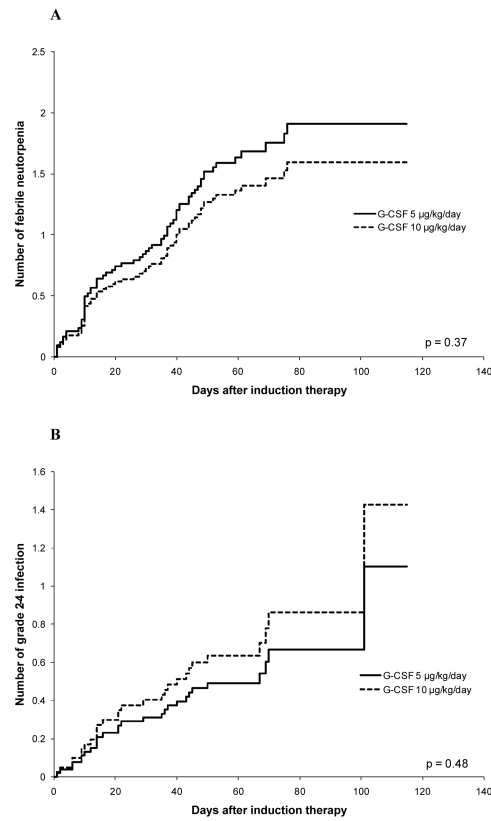 A
Number of febrile neutorpenia
2.5
2
1.5
1
0.5
0
G-CSF 5 µg/kg/day
G-CSF 10 µg/kg/day
p = 0.37
0 20 40 60 80 100 120 140
Days after induction therapy
B
Number of grade 2-4 infection
1.6
1.4
1.2
1
0.8
0.6
0.4
0.2
0
G-CSF 5 µg/kg/day
G-CSF 10 µg/kg/day
p = 0.48
0 20 40 60 80 100 120 140
Days after induction therapy